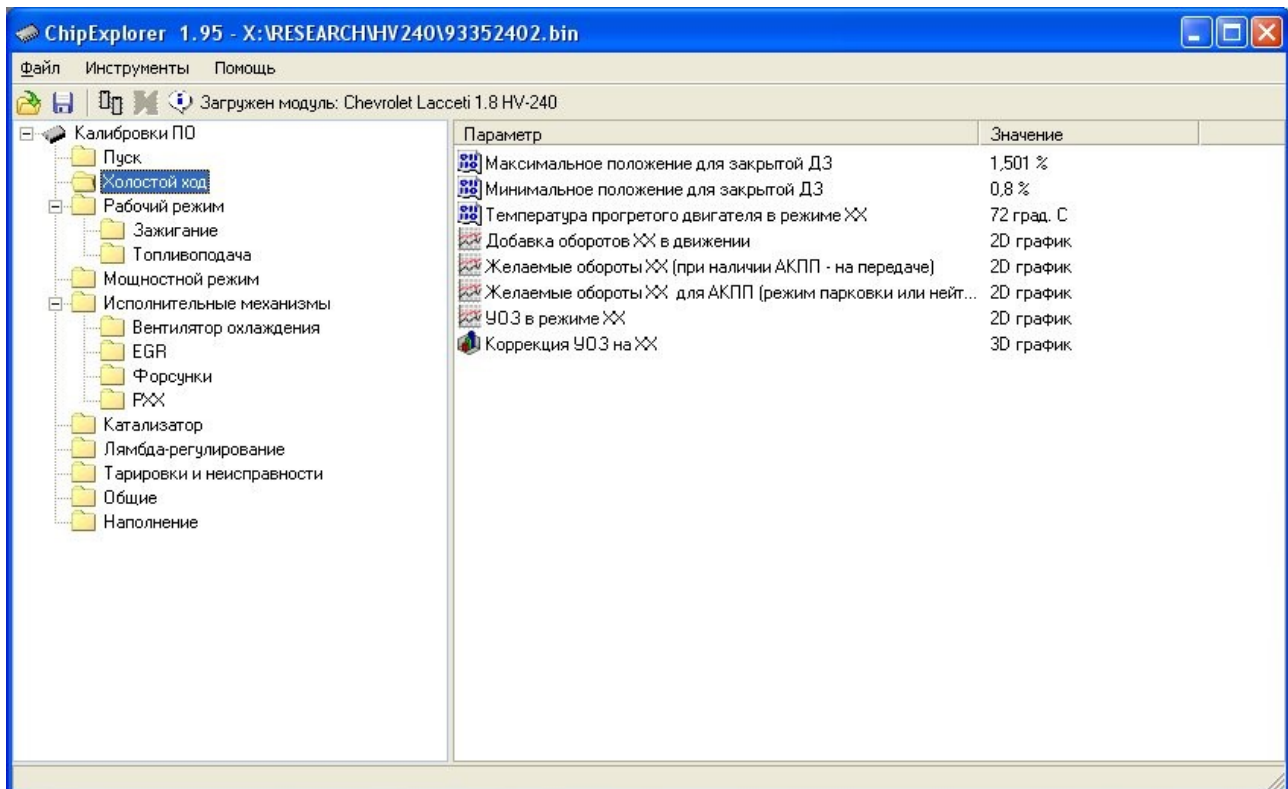 ChipExplorer 1.95 - X:\RESEARCH\HV240\93352402.bin
Файл Инструменты Помощь
Загружен модуль: Chevrolet Lacceti 1.8 HV-240
Калибровки ПО
Пуск
Холостой ход
Рабочий режим
Зажигание
Топливоподача
Мощностной режим
Исполнительные механизмы
Вентилятор охлаждения
EGR
Форсунки
РХХ
Катализатор
Лямбда-регулирование
Тарировки и неисправности
Общие
Наполнение
Параметр Значение
Максимальное положение для закрытой ДЗ 1,501 %
Минимальное положение для закрытой ДЗ 0,8 %
Температура прогретого двигателя в режиме ХХ 72 град. С
Добавка оборотов ХХ в движении 2D график
Желаемые обороты ХХ (при наличии АКПП - на передаче) 2D график
Желаемые обороты ХХ для АКПП (режим парковки или нейт... 2D график
УОЗ в режиме ХХ 2D график
Коррекция УОЗ на ХХ 3D график